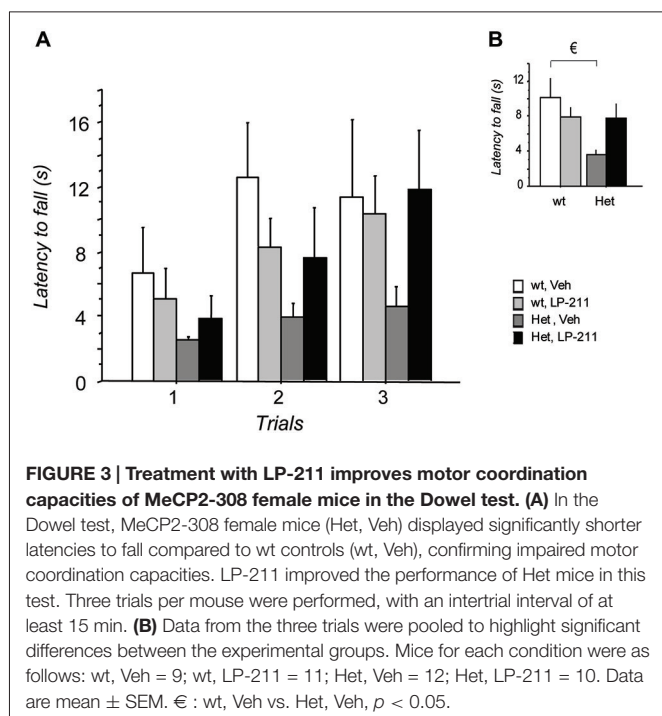 A
Latency to fall (s)
16
12
8
4
0
1 2 3
Trials
B
€
Latency to fall (s)
12
8
4
0
wt Het
wt, Veh
wt, LP-211
Het, Veh
Het, LP-211
FIGURE 3 | Treatment with LP-211 improves motor coordination
capacities of MeCP2-308 female mice in the Dowel test. (A) In the
Dowel test, MeCP2-308 female mice (Het, Veh) displayed significantly shorter
latencies to fall compared to wt controls (wt, Veh), confirming impaired motor
coordination capacities. LP-211 improved the performance of Het mice in this
test. Three trials per mouse were performed, with an intertrial interval of at
least 15 min. (B) Data from the three trials were pooled to highlight significant
differences between the experimental groups. Mice for each condition were as
follows: wt, Veh = 9; wt, LP-211 = 11; Het, Veh = 12; Het, LP-211 = 10. Data
are mean ± SEM. € : wt, Veh vs. Het, Veh, p < 0.05.